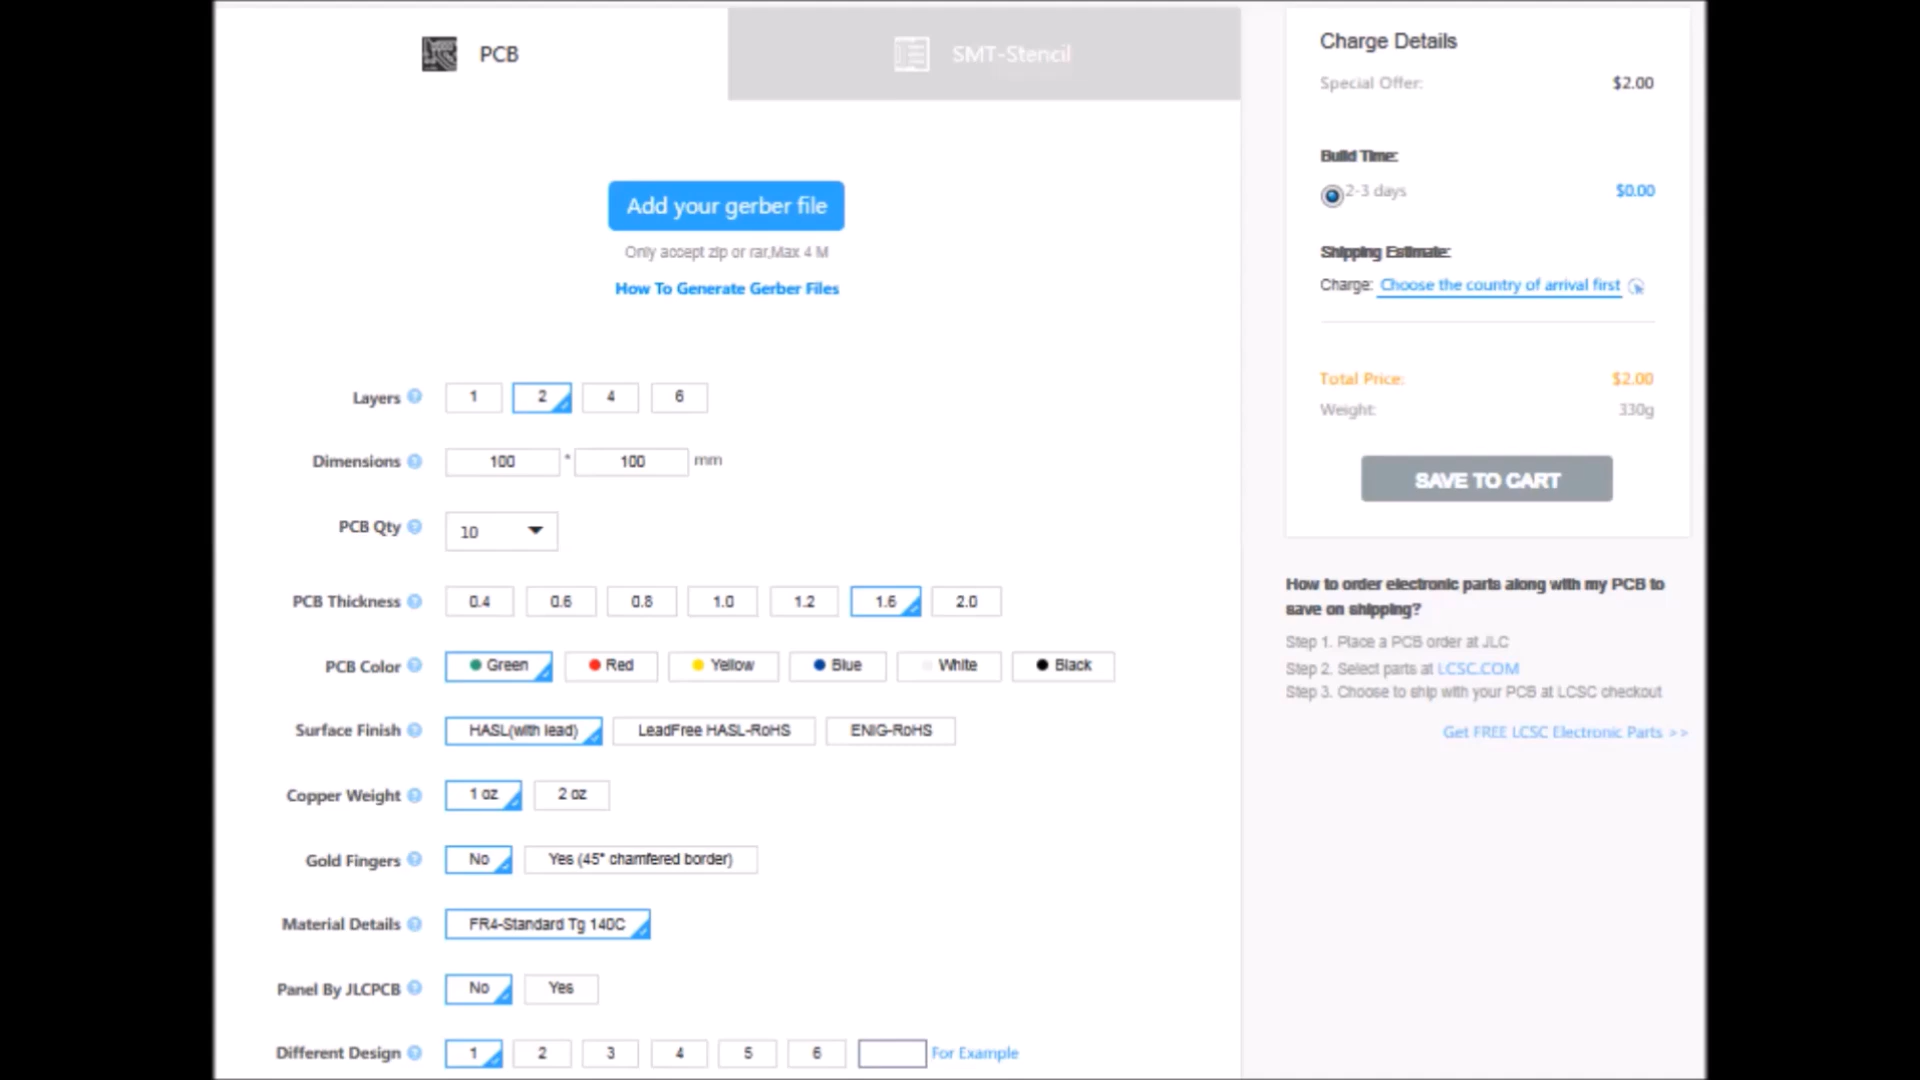 PCB
SMT-Stencil
Add your gerber file
Only accept zip or rar,Max 4 M
How To Generate Gerber Files
Layers 1 2 4 6
Dimensions 100 * 100 mm
PCB Qty 10
PCB Thickness 0.4 0.6 0.8 1.0 1.2 1.6 2.0
PCB Color Green Red Yellow Blue White Black
Surface Finish HASL(with lead) LeadFree HASL-RoHS ENIG-RoHS
Copper Weight 1 oz 2 oz
Gold Fingers No Yes (45° chamfered border)
Material Details FR4-Standard Tg 140C
Panel By JLCPCB No Yes
Different Design 1 2 3 4 5 6 For Example
Charge Details
Special Offer: $2.00
Build Time:
2-3 days $0.00
Shipping Estimate:
Charge: Choose the country of arrival first
Total Price: $2.00
Weight: 330g
SAVE TO CART
How to order electronic parts along with my PCB to
save on shipping?
Step 1. Place a PCB order at JLC
Step 2. Select parts at LCSC.COM
Step 3. Choose to ship with your PCB at LCSC checkout
Get FREE LCSC Electronic Parts >>